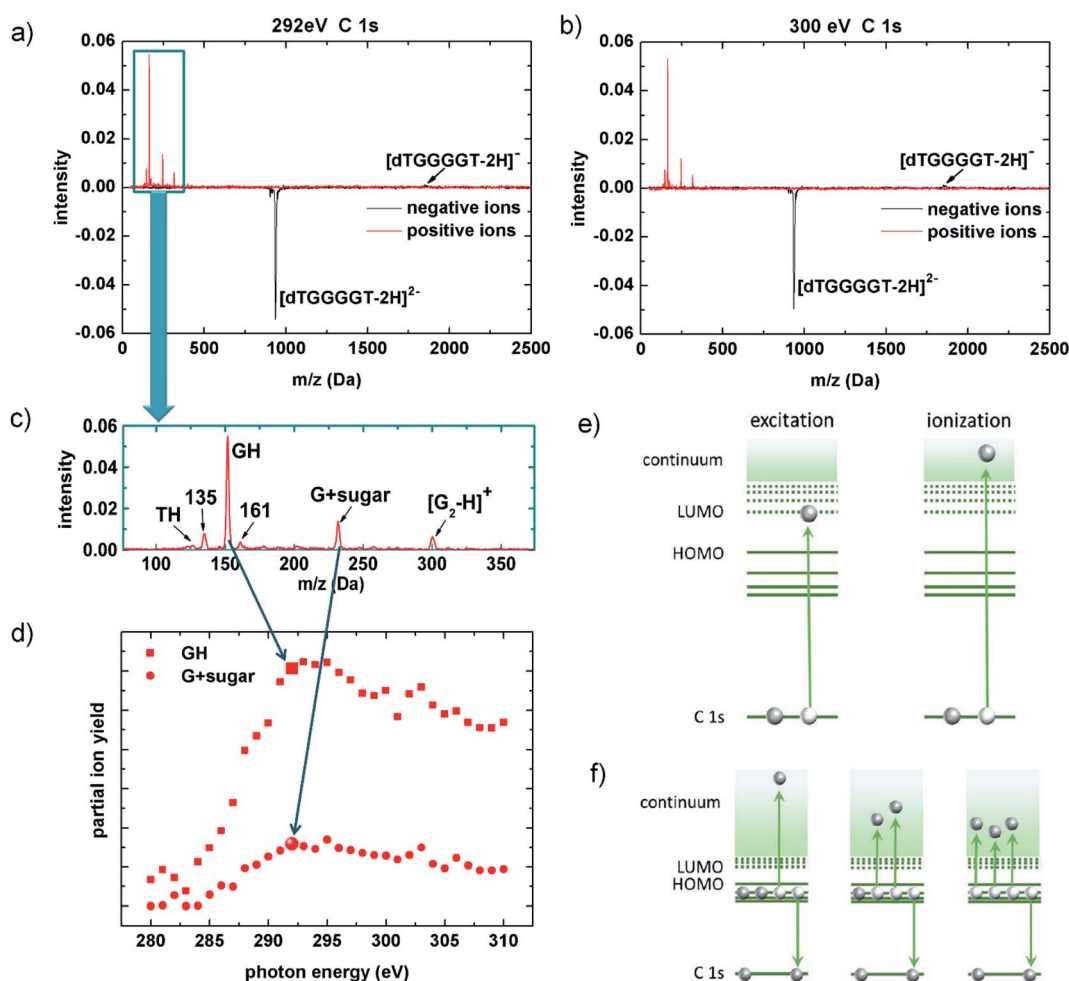 a)
292eV C 1s
0.06
0.04
0.02
0.00
-0.02
-0.04
-0.06
intensity
[dTGGGGT-2H]-
negative ions
positive ions
[dTGGGGT-2H]2-
0 500 1000 1500 2000 2500
m/z (Da)
b)
300 eV C 1s
0.06
0.04
0.02
0.00
-0.02
-0.04
-0.06
intensity
[dTGGGGT-2H]-
negative ions
positive ions
[dTGGGGT-2H]2-
0 500 1000 1500 2000 2500
m/z (Da)
c)
0.06
0.04
0.02
0.00
intensity
GH
TH
135
161
G+sugar
[G2-H]+
100 150 200 250 300 350
m/z (Da)
d)
GH
G+sugar
partial ion yield
280 285 290 295 300 305 310
photon energy (eV)
e)
excitation
ionization
continuum
LUMO
HOMO
C 1s
f)
continuum
LUMO
HOMO
C 1s